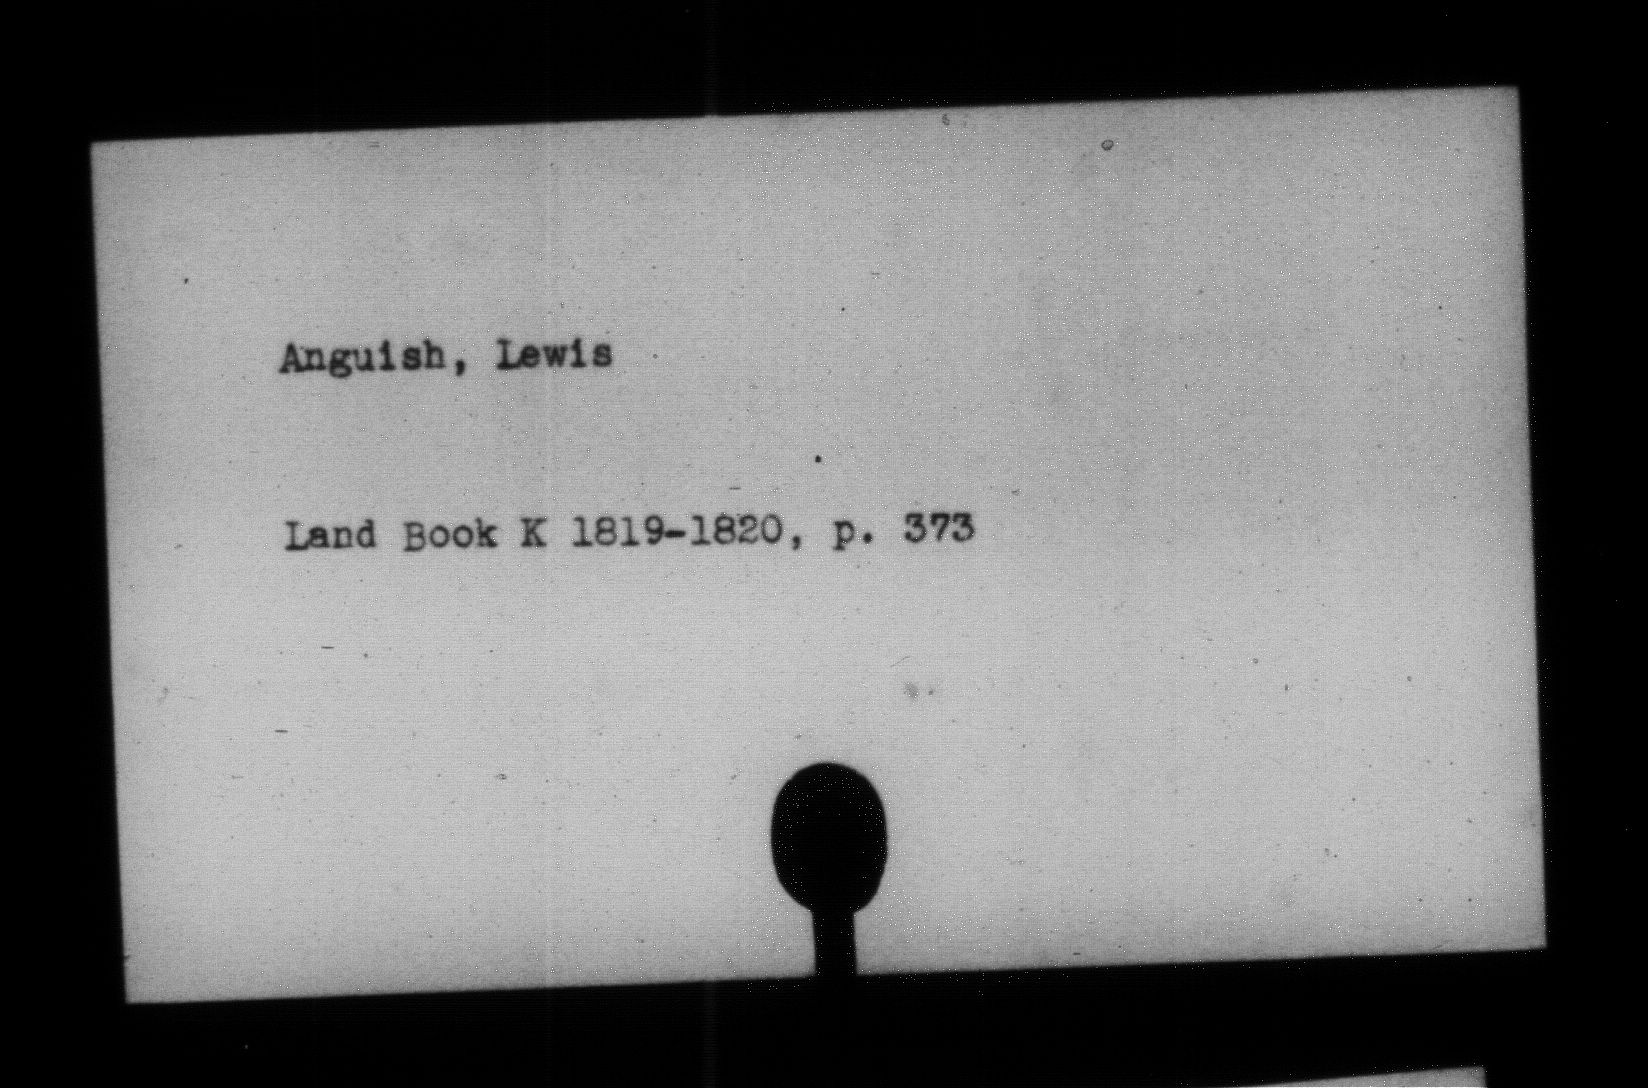 Anguish, Lewis
Land Book K 1819-1820, p. 373